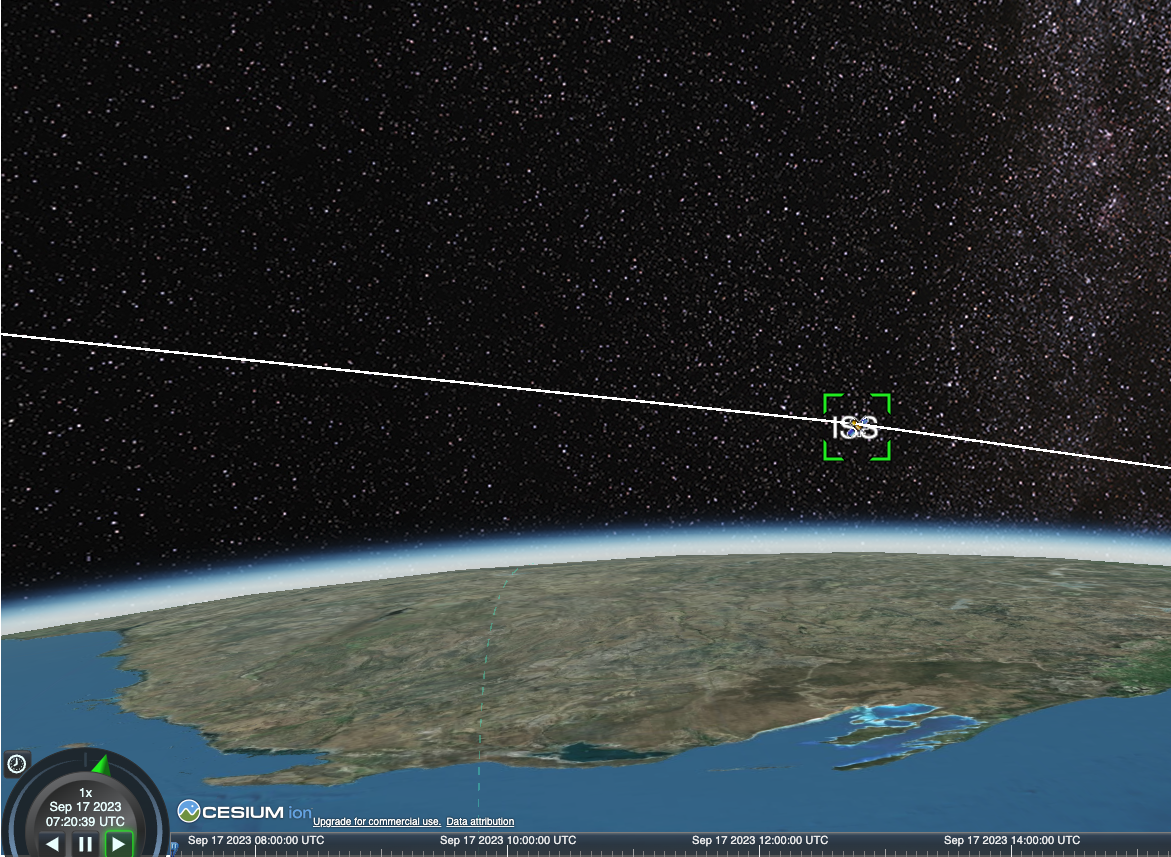 ISS
1x
Sep 17 2023
07:20:39 UTC
CESIUM ion
Upgrade for commercial use. Data attribution
Sep 17 2023 08:00:00 UTC Sep 17 2023 10:00:00 UTC Sep 17 2023 12:00:00 UTC Sep 17 2023 14:00:00 UTC